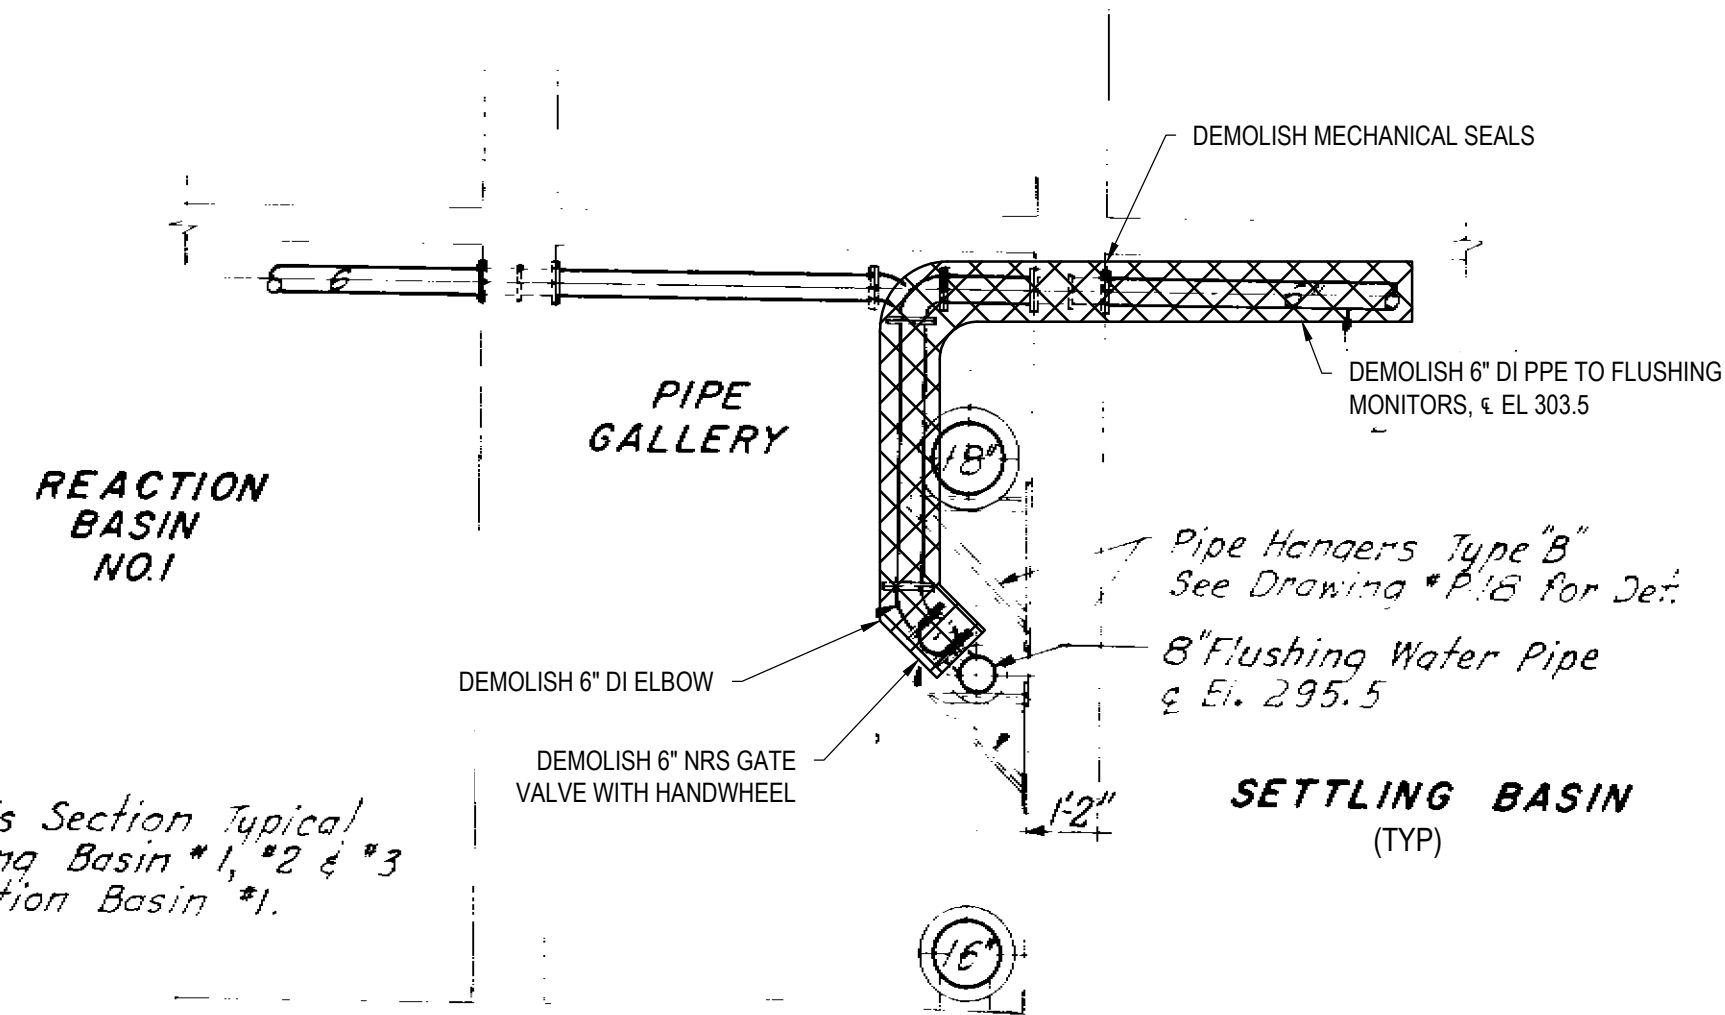 DEMOLISH MECHANICAL SEALS
6
6
DEMOLISH 6" DI PPE TO FLUSHING
MONITORS, ℄ EL 303.5
PIPE
GALLERY
18"
REACTION
BASIN
NO.1
Pipe Hangers Type "B"
See Drawing #P.18 for Det.
8" Flushing Water Pipe
℄ El. 295.5
DEMOLISH 6" DI ELBOW
DEMOLISH 6" NRS GATE
VALVE WITH HANDWHEEL
SETTLING BASIN
(TYP)
1'-2"
s Section Typical
ng Basin #1, #2 & #3
tion Basin #1.
16"